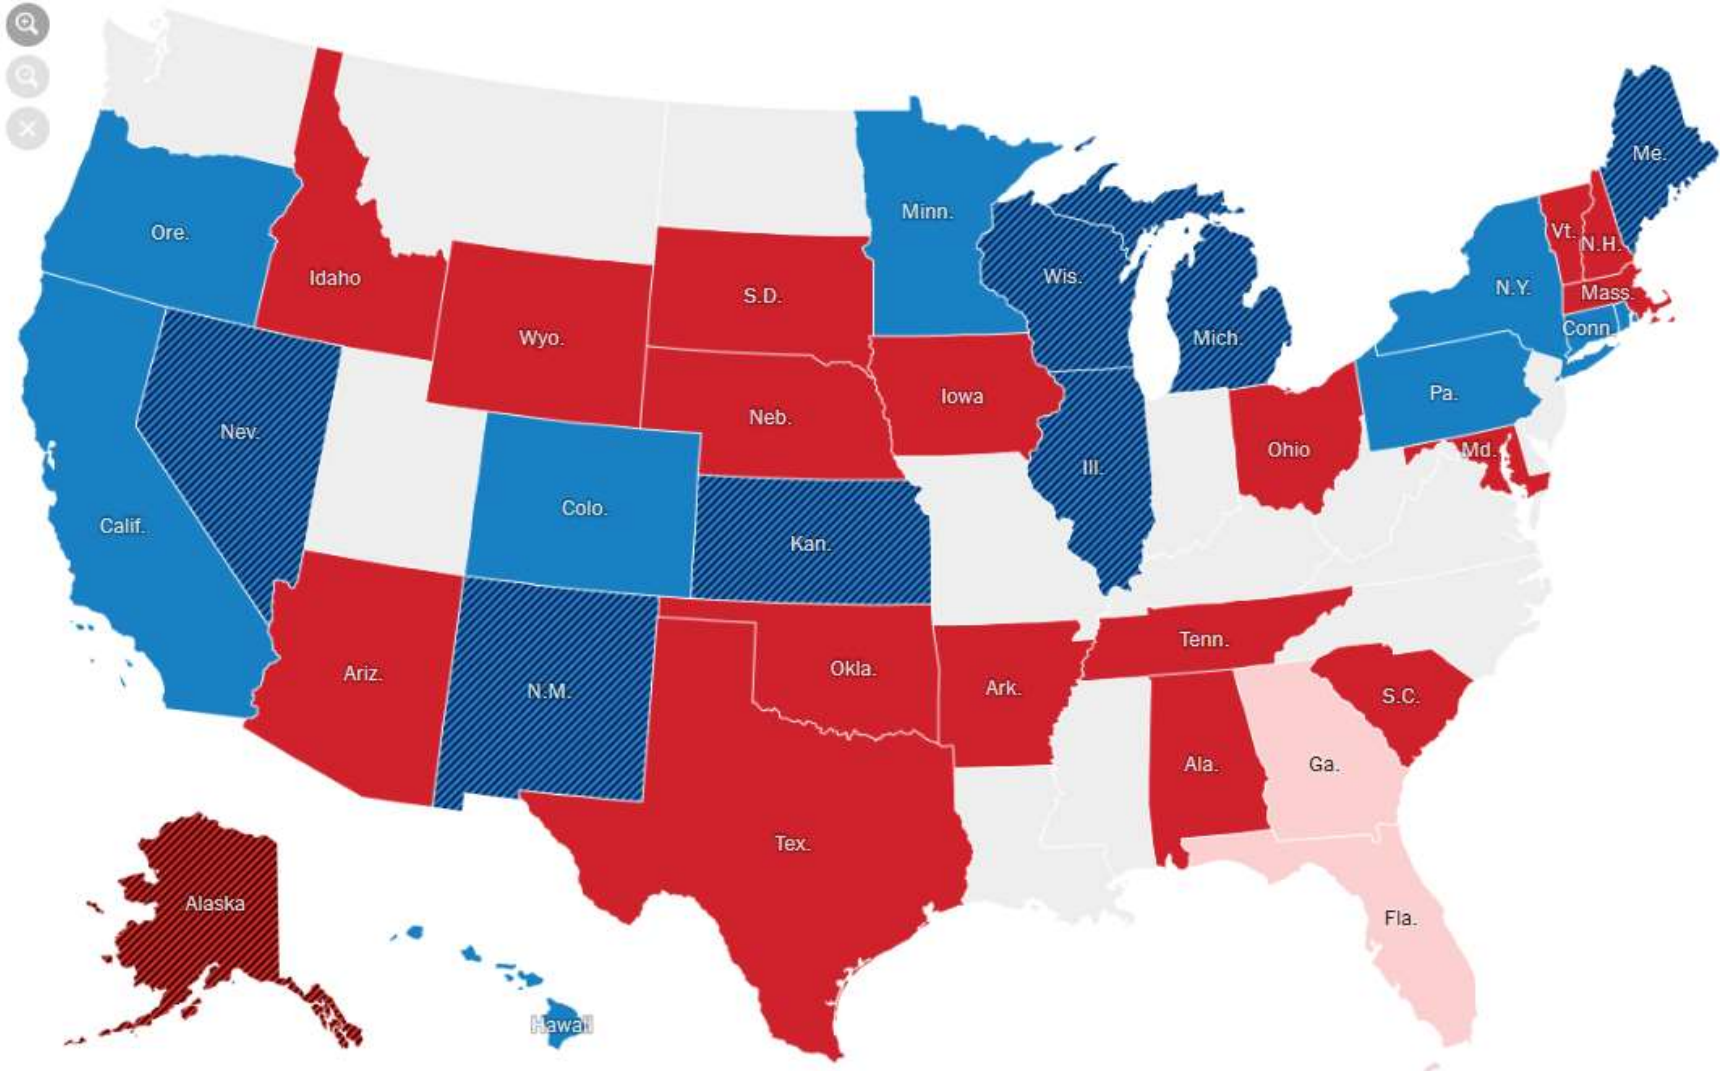 Me.
Ore.
Minn.
Vt.
N.H.
Idaho
Wis.
N.Y.
Mass.
S.D.
Wyo.
Mich.
Conn.
Neb.
Iowa
Pa.
Nev.
Ohio
Md.
Ill.
Colo.
Calif.
Kan.
Tenn.
Ariz.
Okla.
Ark.
N.M.
S.C.
Ala.
Ga.
Tex.
Alaska
Fla.
Hawaii